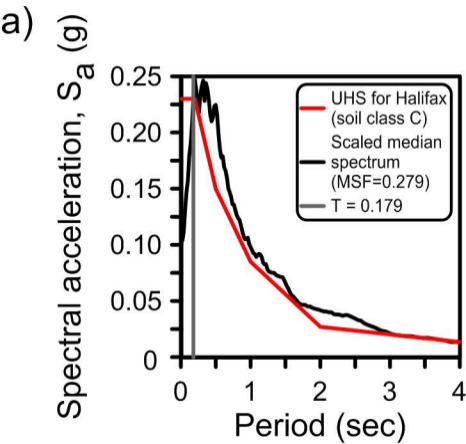 a)
Spectral acceleration, Sa (g)
0.25
0.20
0.15
0.10
0.05
0
UHS for Halifax
(soil class C)
Scaled median
spectrum
(MSF=0.279)
T = 0.179
0 1 2 3 4
Period (sec)